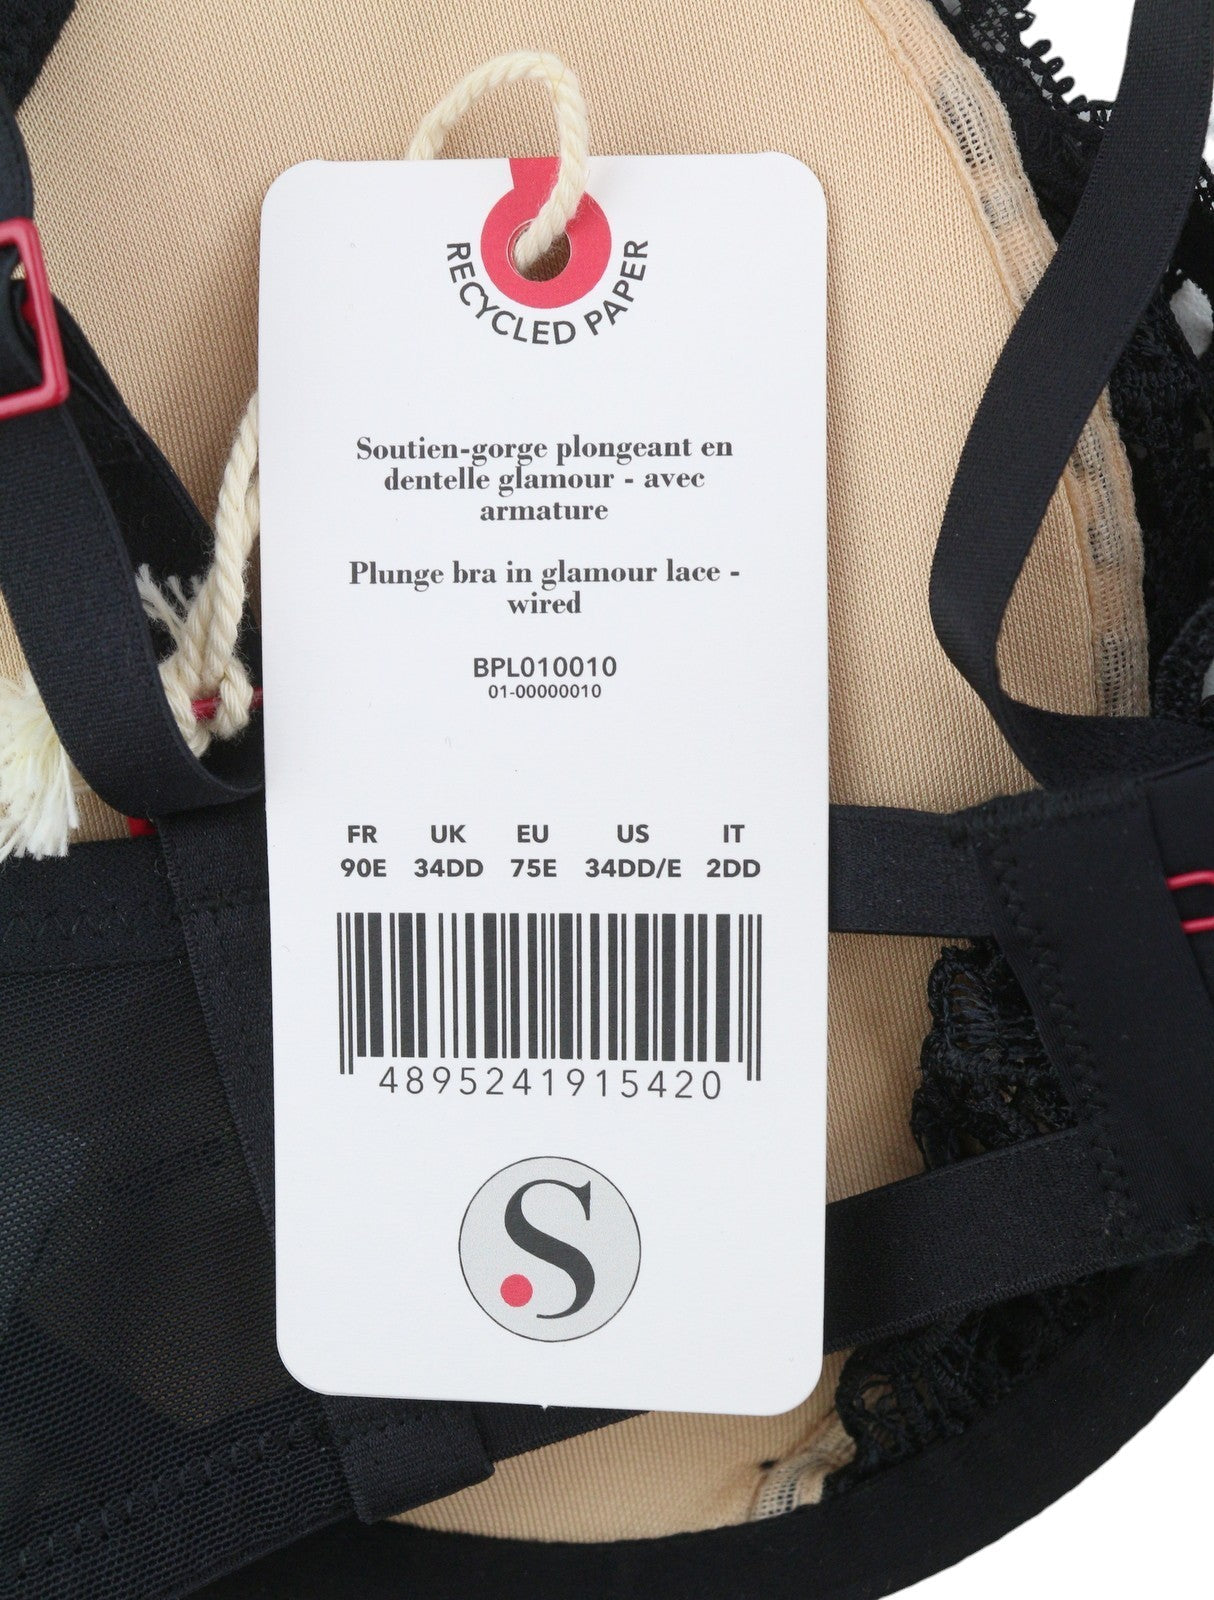 RECYCLED PAPER
Soutien-gorge plongeant en
dentelle glamour - avec
armature
Plunge bra in glamour lace -
wired
BPL010010
01-00000010
FR UK EU US IT
90E 34DD 75E 34DD/E 2DD
4895241915420
S